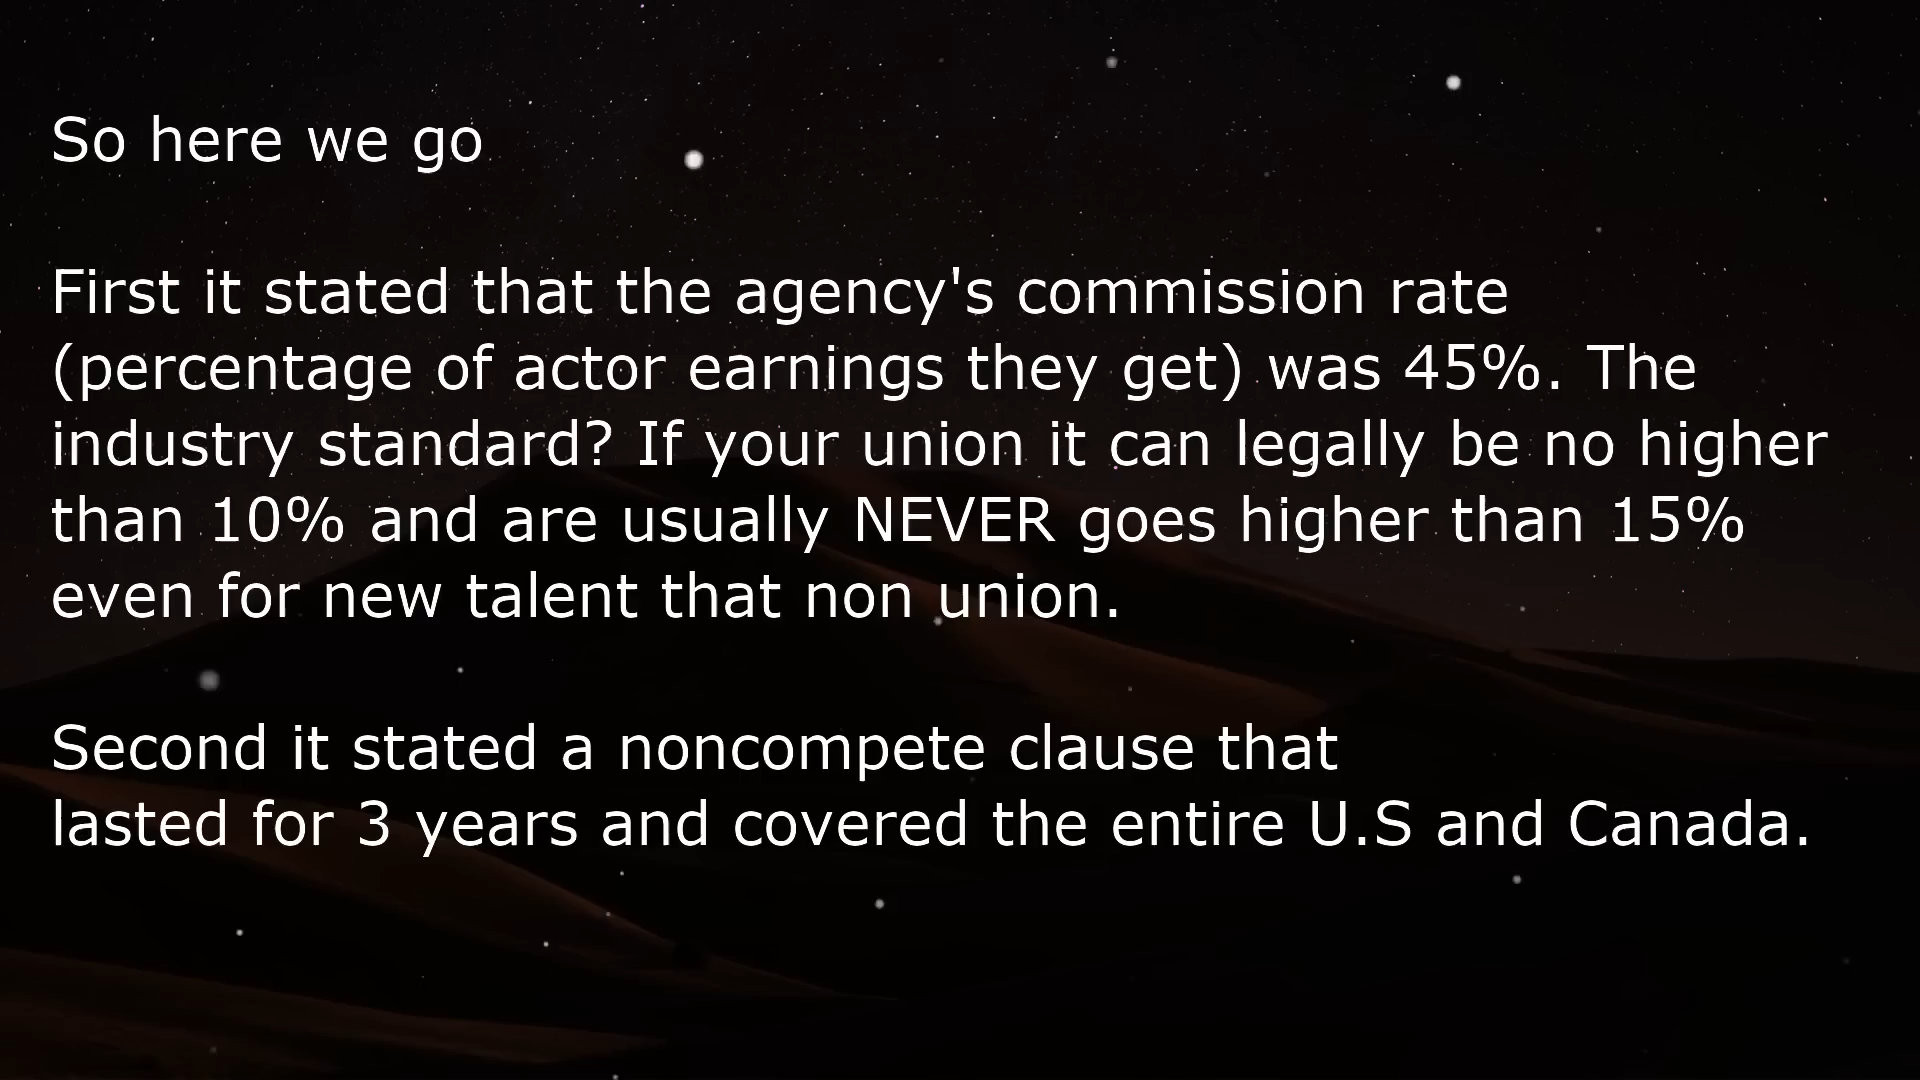 So here we go
First it stated that the agency's commission rate
(percentage of actor earnings they get) was 45%. The
industry standard? If your union it can legally be no higher
than 10% and are usually NEVER goes higher than 15%
even for new talent that non union.
Second it stated a noncompete clause that
lasted for 3 years and covered the entire U.S and Canada.